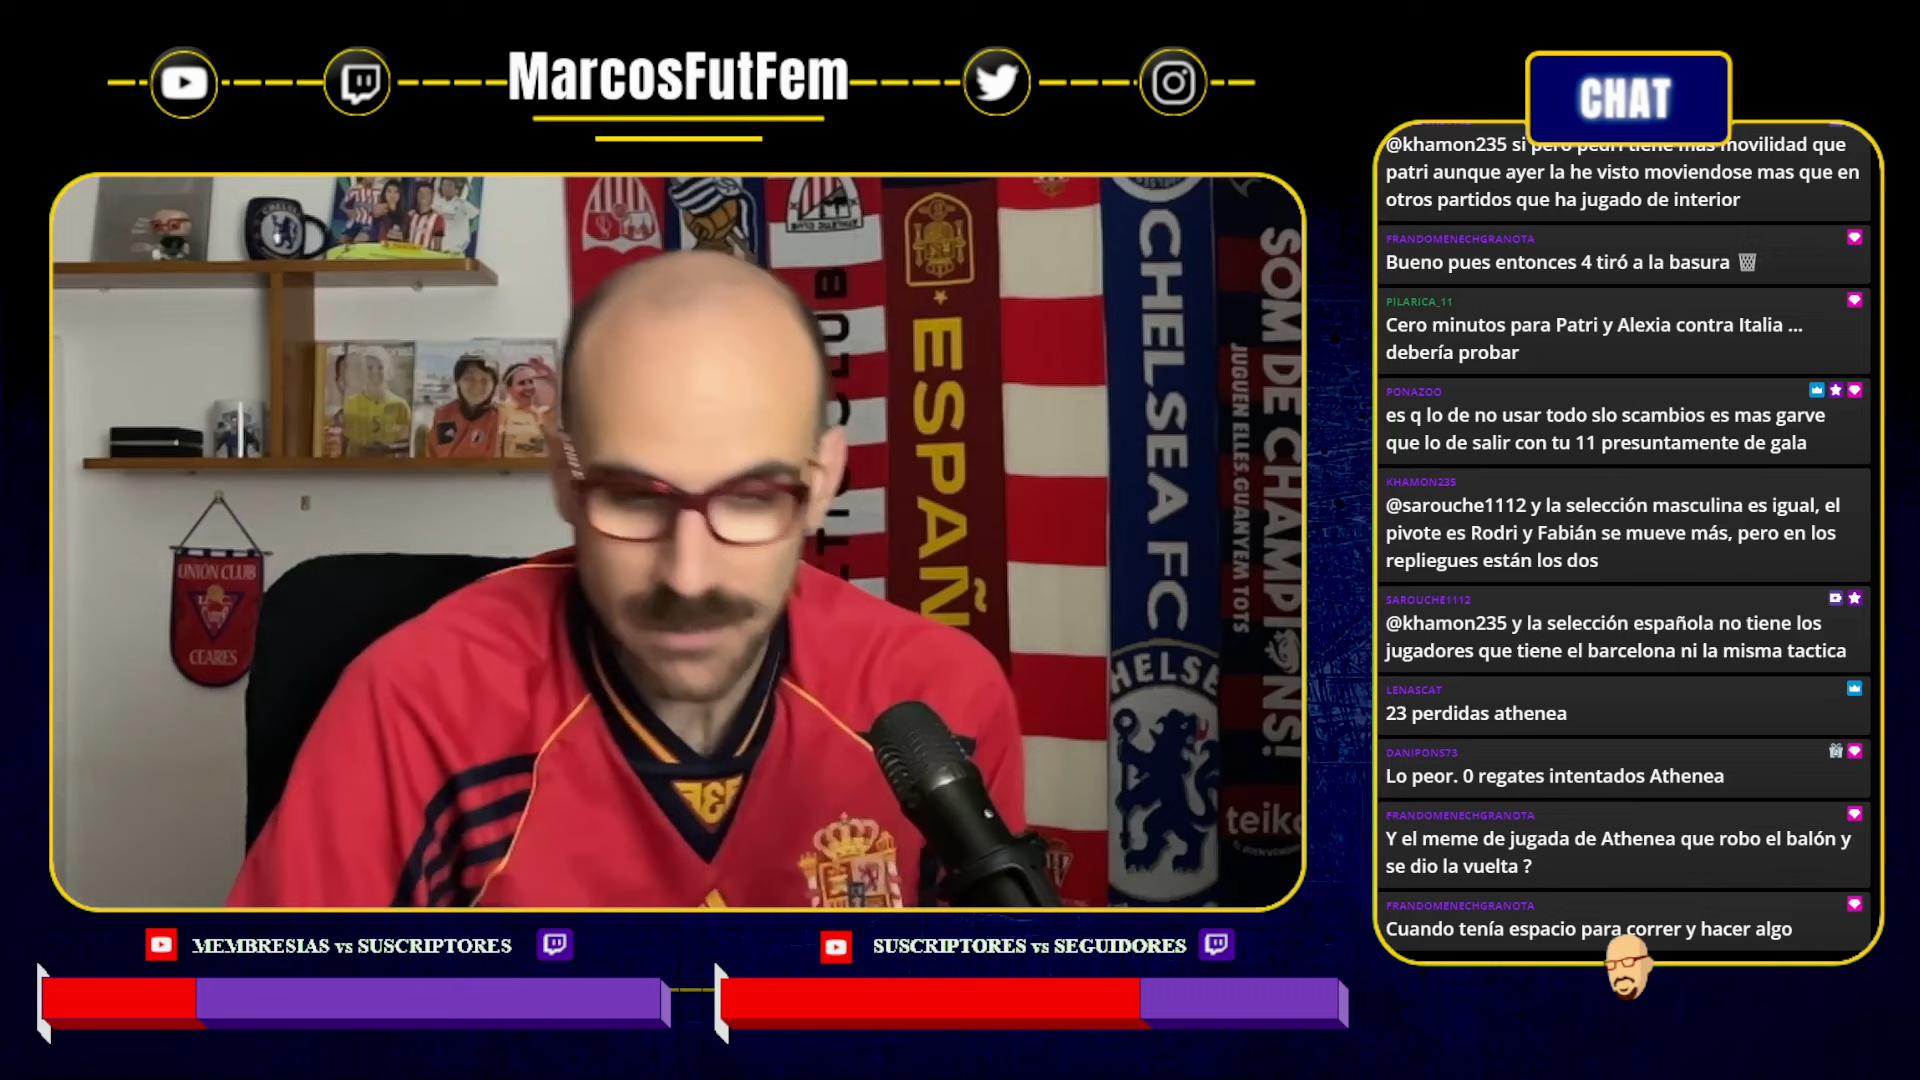 MarcosFutFem
CHAT
@khamon235 si pero pedri tiene mas movilidad que
patri aunque ayer la he visto moviendose mas que en
otros partidos que ha jugado de interior
FRANDOMENECHGRANOTA
Bueno pues entonces 4 tiró a la basura
PILARICA_11
Cero minutos para Patri y Alexia contra Italia ...
debería probar
PONAZOO
es q lo de no usar todo slo scambios es mas garve
que lo de salir con tu 11 presuntamente de gala
KHAMON235
@sarouche1112 y la selección masculina es igual, el
pivote es Rodri y Fabián se mueve más, pero en los
repliegues están los dos
SAROUCHE1112
@khamon235 y la selección española no tiene los
jugadores que tiene el barcelona ni la misma tactica
LENASCAT
23 perdidas athenea
DANIPONS73
Lo peor. 0 regates intentados Athenea
FRANDOMENECHGRANOTA
Y el meme de jugada de Athenea que robo el balón y
se dio la vuelta ?
FRANDOMENECHGRANOTA
Cuando tenía espacio para correr y hacer algo
CHELSEA
ATHLETIC CLUB
ESPAÑ
CHELSEA FC
CHELSE
SOM DE CHAMPIONS!
JUGUEN ELLES, GUANYEM TOTS
teik
UNION CLUB
CEARES
MEMBRESIAS vs SUSCRIPTORES
SUSCRIPTORES vs SEGUIDORES